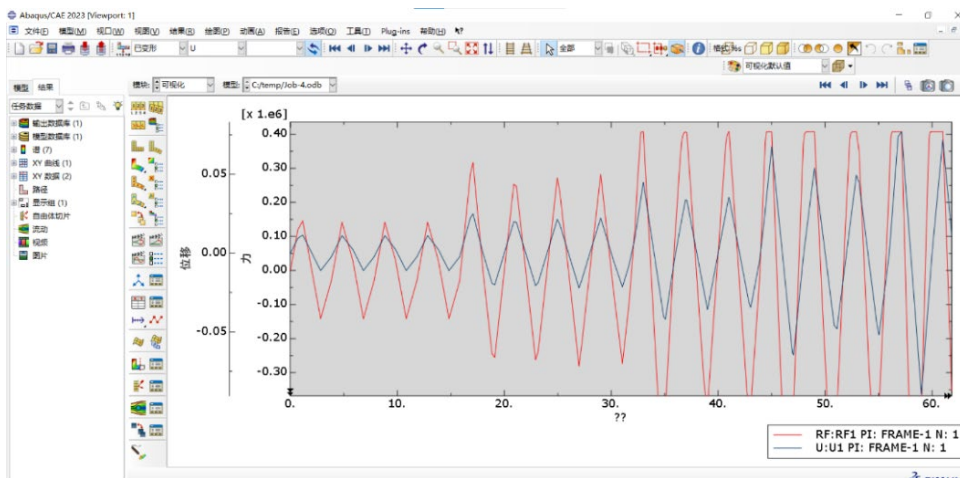 Abaqus/CAE 2023 [Viewport: 1]
文件(F) 模型(M) 视口(W) 视图(V) 结果(R) 绘图(P) 动画(A) 报告(E) 选项(O) 工具(T) Plug-ins 帮助(H)
已变形 U 全部
可视化默认值
模型 结果 模块: 可视化 模型: C:/temp/Job-4.odb
任务数据
输出数据库 (1)
模型数据库 (1)
谱 (7)
XY 曲线 (1)
XY 数据 (2)
路径
显示组 (1)
自由体切片
流动
视频
图片
[x 1.e6]
0.40
0.30
0.05
0.20
0.10
位移 0.00 力
0.00
-0.10
-0.05
-0.20
-0.30
0. 10. 20. 30. 40. 50. 60.
??
RF:RF1 PI: FRAME-1 N: 1
U:U1 PI: FRAME-1 N: 1